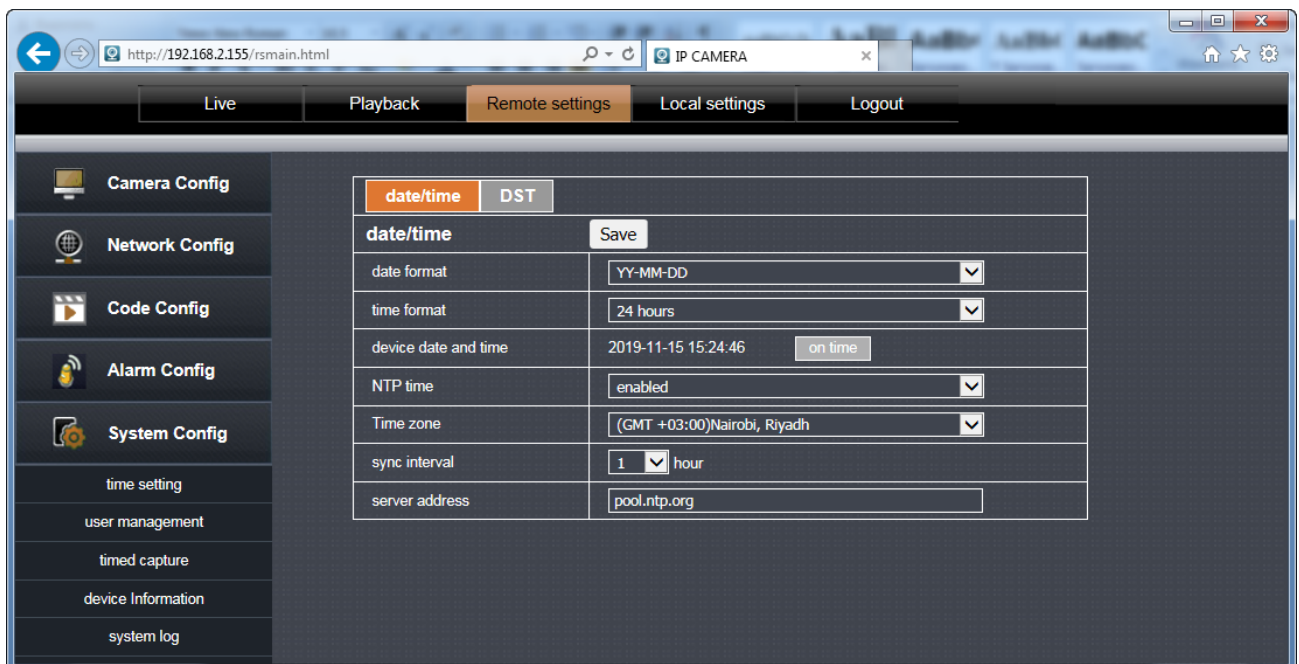 http://192.168.2.155/rsmain.html
IP CAMERA
Live Playback Remote settings Local settings Logout
Camera Config
Network Config
Code Config
Alarm Config
System Config
time setting
user management
timed capture
device Information
system log
date/time DST
date/time Save
date format YY-MM-DD
time format 24 hours
device date and time 2019-11-15 15:24:46 on time
NTP time enabled
Time zone (GMT +03:00)Nairobi, Riyadh
sync interval 1 hour
server address pool.ntp.org